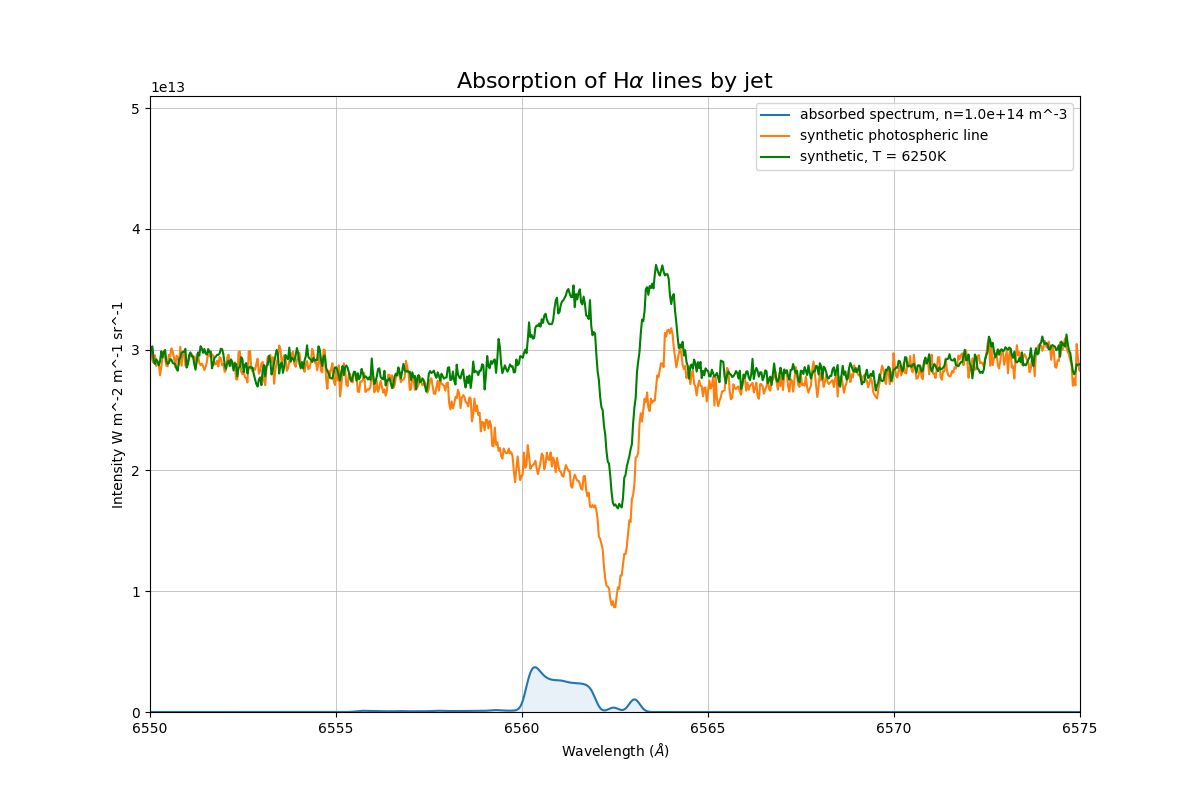 Absorption of Hα lines by jet
1e13
absorbed spectrum, n=1.0e+14 m^-3
synthetic photospheric line
synthetic, T = 6250K
5
4
3
2
1
0
Intensity W m^-2 m^-1 sr^-1
6550 6555 6560 6565 6570 6575
Wavelength (Å)